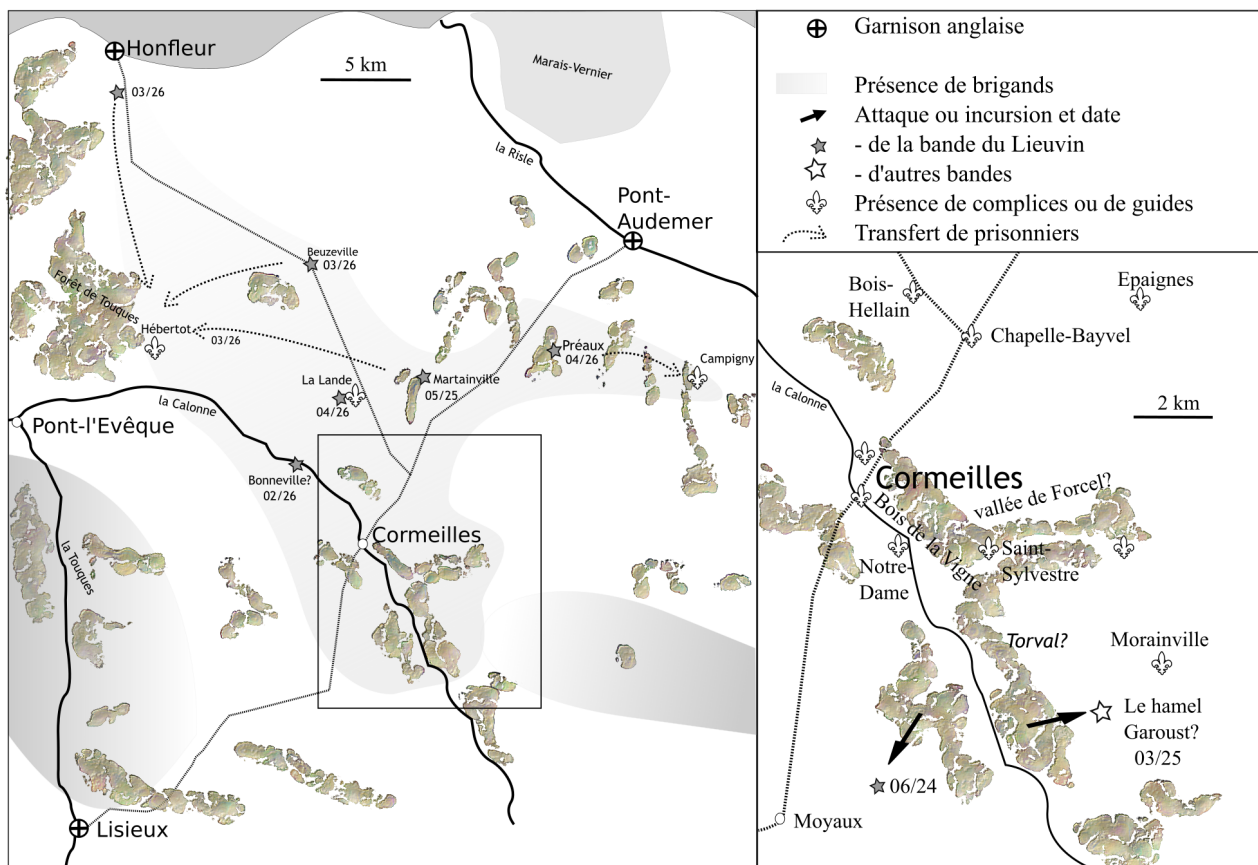 Honfleur
03/26
5 km
Marais-Vernier
la Risle
Pont-
Audemer
Beuzeville
03/26
Forêt de Touques
Hébertot
03/26
Préaux
04/26
Campigny
La Lande
04/26
Martainville
05/25
la Calonne
Pont-l'Evêque
Bonneville?
02/26
Cormeilles
la Touques
Lisieux
Garnison anglaise
Présence de brigands
Attaque ou incursion et date
- de la bande du Lieuvin
- d'autres bandes
Présence de complices ou de guides
Transfert de prisonniers
Bois-
Hellain
Epaignes
Chapelle-Bayvel
la Calonne
2 km
Cormeilles
vallée de Forcel?
Bois de la Vigne
Notre-
Dame
Saint-
Sylvestre
Torval?
Morainville
Le hamel
Garoust?
03/25
06/24
Moyaux